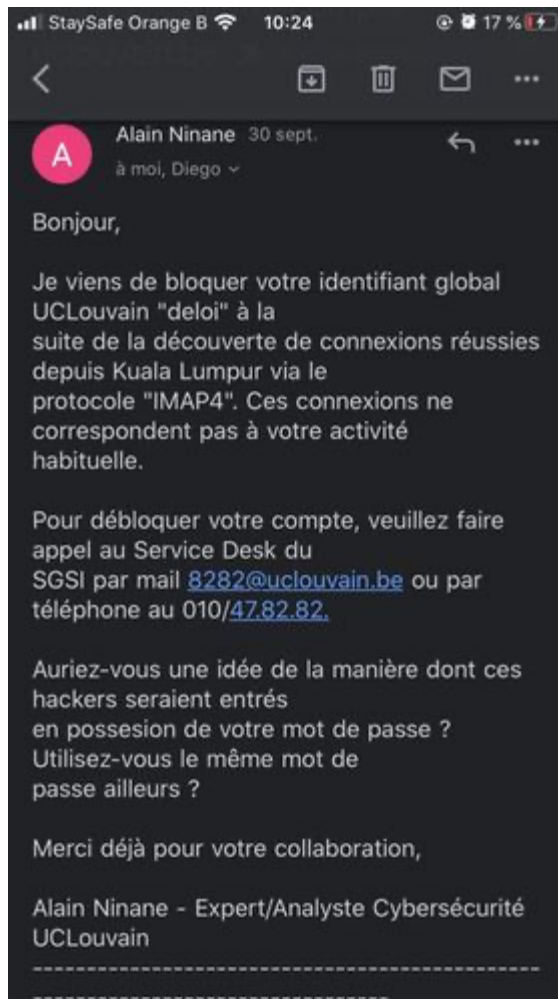 StaySafe Orange B 10:24 17 %
Alain Ninane 30 sept.
à moi, Diego
A
Bonjour,
Je viens de bloquer votre identifiant global
UCLouvain "deloi" à la
suite de la découverte de connexions réussies
depuis Kuala Lumpur via le
protocole "IMAP4". Ces connexions ne
correspondent pas à votre activité
habituelle.
Pour débloquer votre compte, veuillez faire
appel au Service Desk du
SGSI par mail 8282@uclouvain.be ou par
téléphone au 010/47.82.82.
Auriez-vous une idée de la manière dont ces
hackers seraient entrés
en possesion de votre mot de passe ?
Utilisez-vous le même mot de
passe ailleurs ?
Merci déjà pour votre collaboration,
Alain Ninane - Expert/Analyste Cybersécurité
UCLouvain
--------------------------------------------
-------------------------------